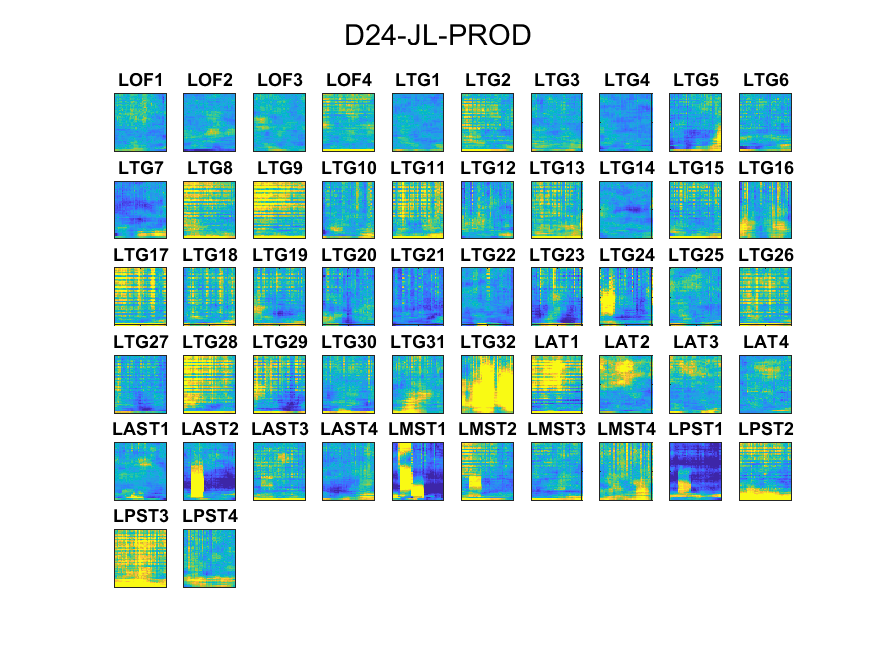 D24-JL-PROD
LOF1 LOF2 LOF3 LOF4 LTG1 LTG2 LTG3 LTG4 LTG5 LTG6
LTG7 LTG8 LTG9 LTG10 LTG11 LTG12 LTG13 LTG14 LTG15 LTG16
LTG17 LTG18 LTG19 LTG20 LTG21 LTG22 LTG23 LTG24 LTG25 LTG26
LTG27 LTG28 LTG29 LTG30 LTG31 LTG32 LAT1 LAT2 LAT3 LAT4
LAST1 LAST2 LAST3 LAST4 LMST1 LMST2 LMST3 LMST4 LPST1 LPST2
LPST3 LPST4